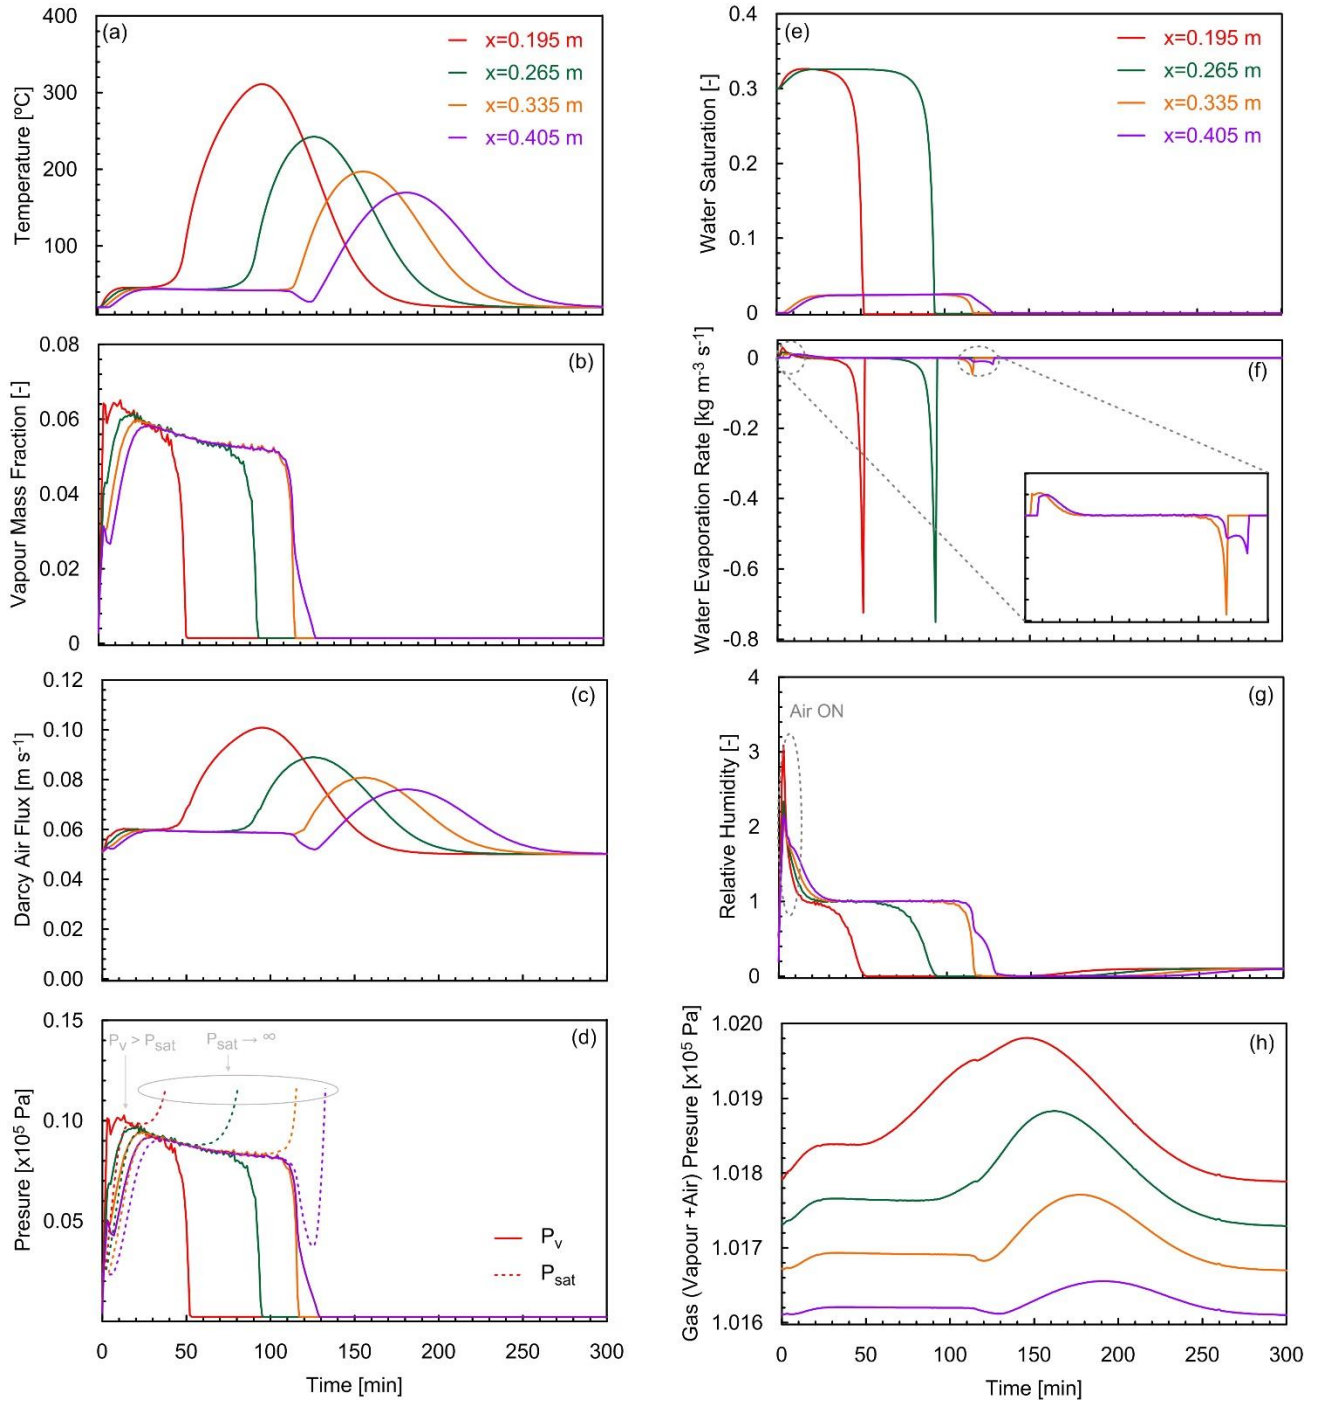 (a)
x=0.195 m
x=0.265 m
x=0.335 m
x=0.405 m
400
300
200
100
Temperature [ºC]
(b)
0.08
0.06
0.04
0.02
0
Vapour Mass Fraction [-]
(c)
0.12
0.10
0.08
0.06
0.04
0.02
0.00
Darcy Air Flux [m s-1]
(d)
Pv > Psat
Psat → ∞
0.15
0.10
0.05
Presure [x10⁵ Pa]
Pv
Psat
0
50
100
150
200
250
300
Time [min]
(e)
x=0.195 m
x=0.265 m
x=0.335 m
x=0.405 m
0.4
0.3
0.2
0.1
0
Water Saturation [-]
(f)
0
-0.2
-0.4
-0.6
-0.8
Water Evaporation Rate [kg m-3 s-1]
(g)
Air ON
4
3
2
1
0
Relative Humidity [-]
(h)
1.020
1.019
1.018
1.017
1.016
Gas (Vapour +Air) Presure [x10⁵ Pa]
0
50
100
150
200
250
300
Time [min]